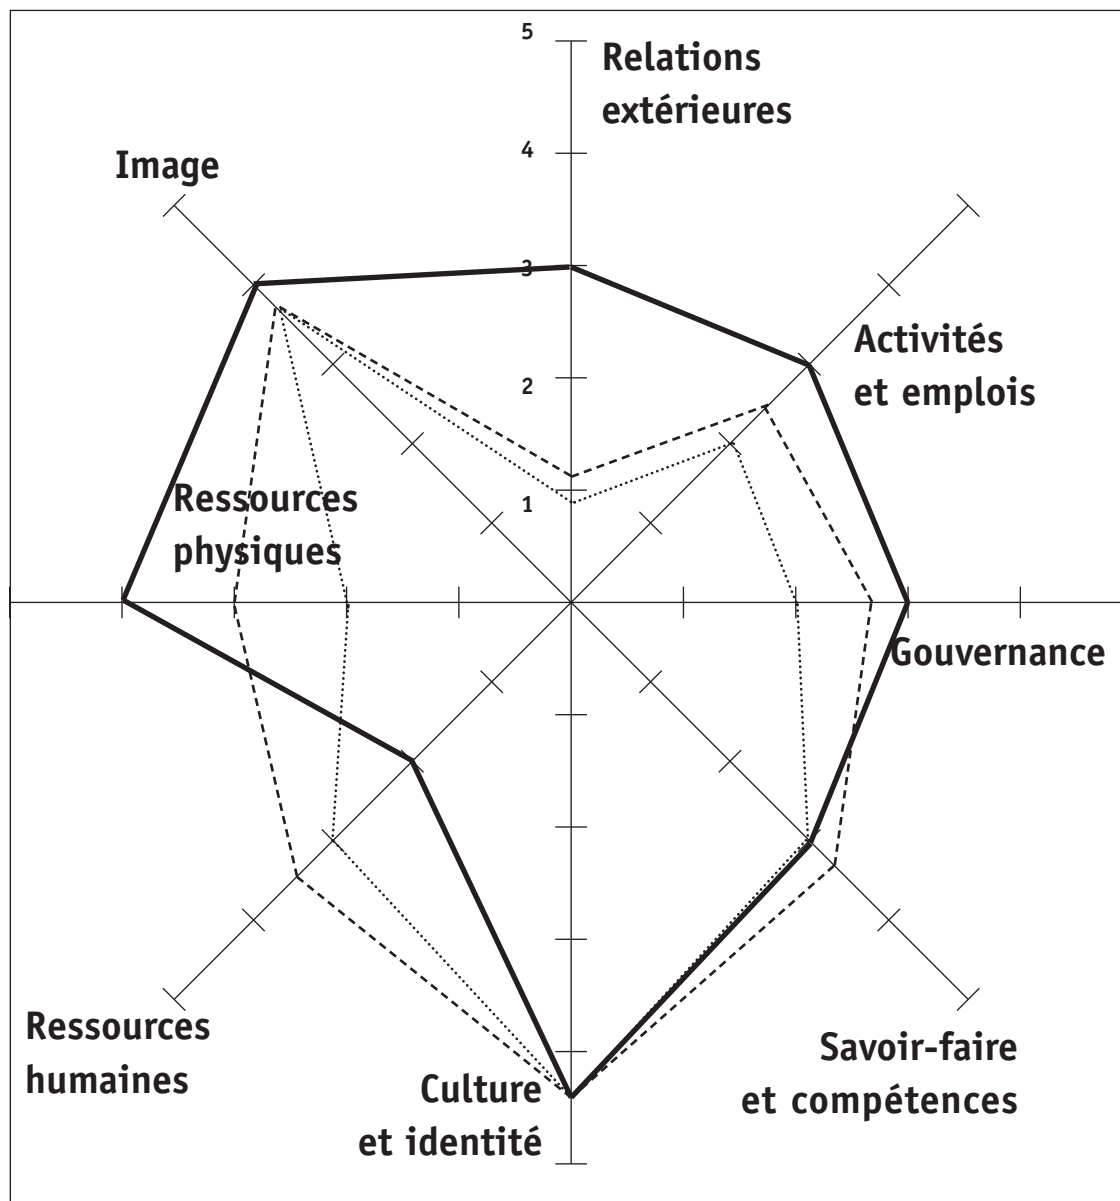 5
Relations
extérieures
4
Image
3
Activités
et emplois
2
Ressources
physiques
1
Gouvernance
Ressources
humaines
Savoir-faire
et compétences
Culture
et identité